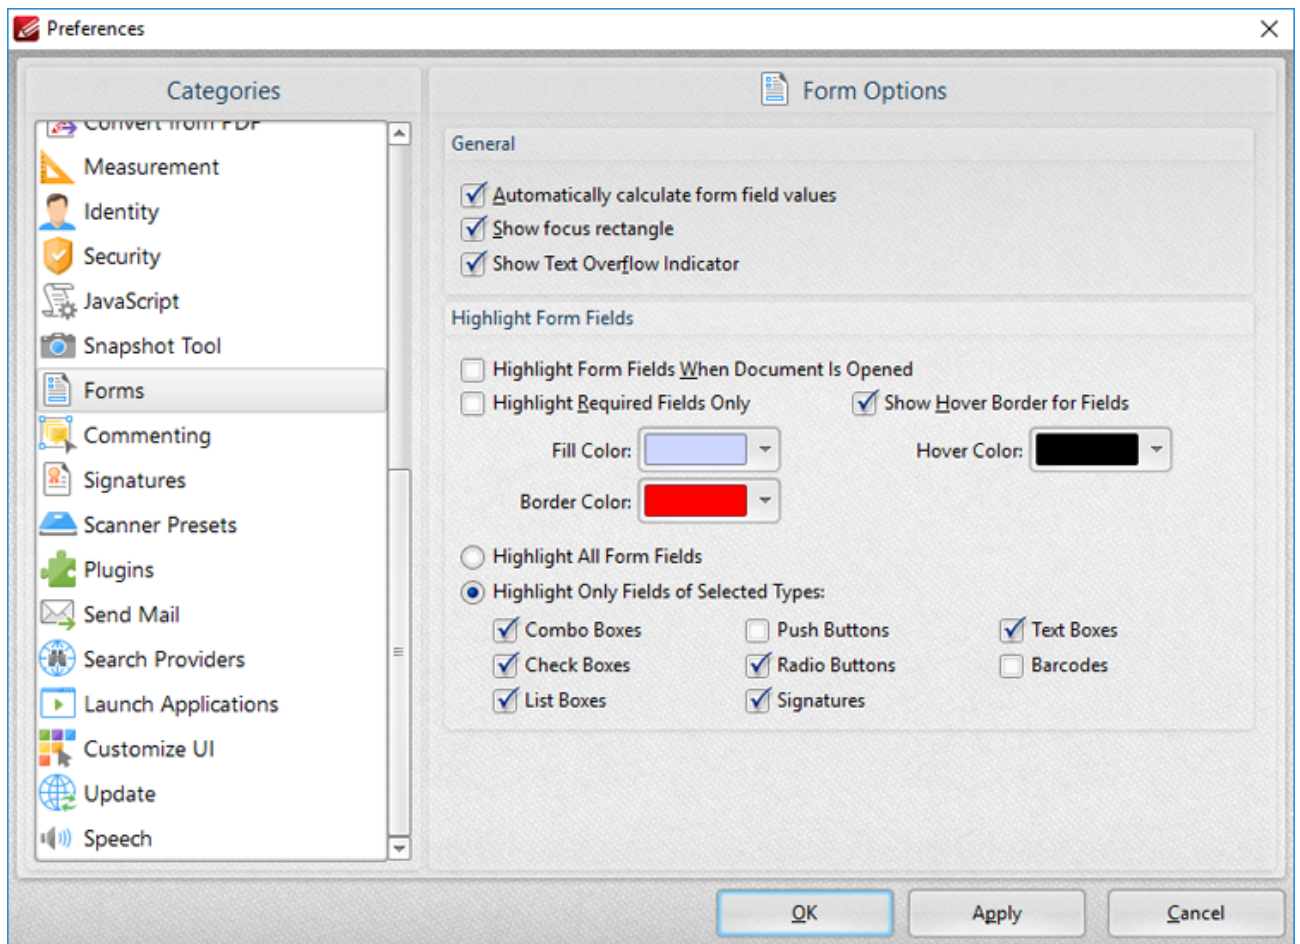 Preferences
Categories
Convert from PDF
Measurement
Identity
Security
JavaScript
Snapshot Tool
Forms
Commenting
Signatures
Scanner Presets
Plugins
Send Mail
Search Providers
Launch Applications
Customize UI
Update
Speech
Form Options
General
Automatically calculate form field values
Show focus rectangle
Show Text Overflow Indicator
Highlight Form Fields
Highlight Form Fields When Document Is Opened
Highlight Required Fields Only Show Hover Border for Fields
Fill Color: Hover Color:
Border Color:
Highlight All Form Fields
Highlight Only Fields of Selected Types:
Combo Boxes Push Buttons Text Boxes
Check Boxes Radio Buttons Barcodes
List Boxes Signatures
OK Apply Cancel